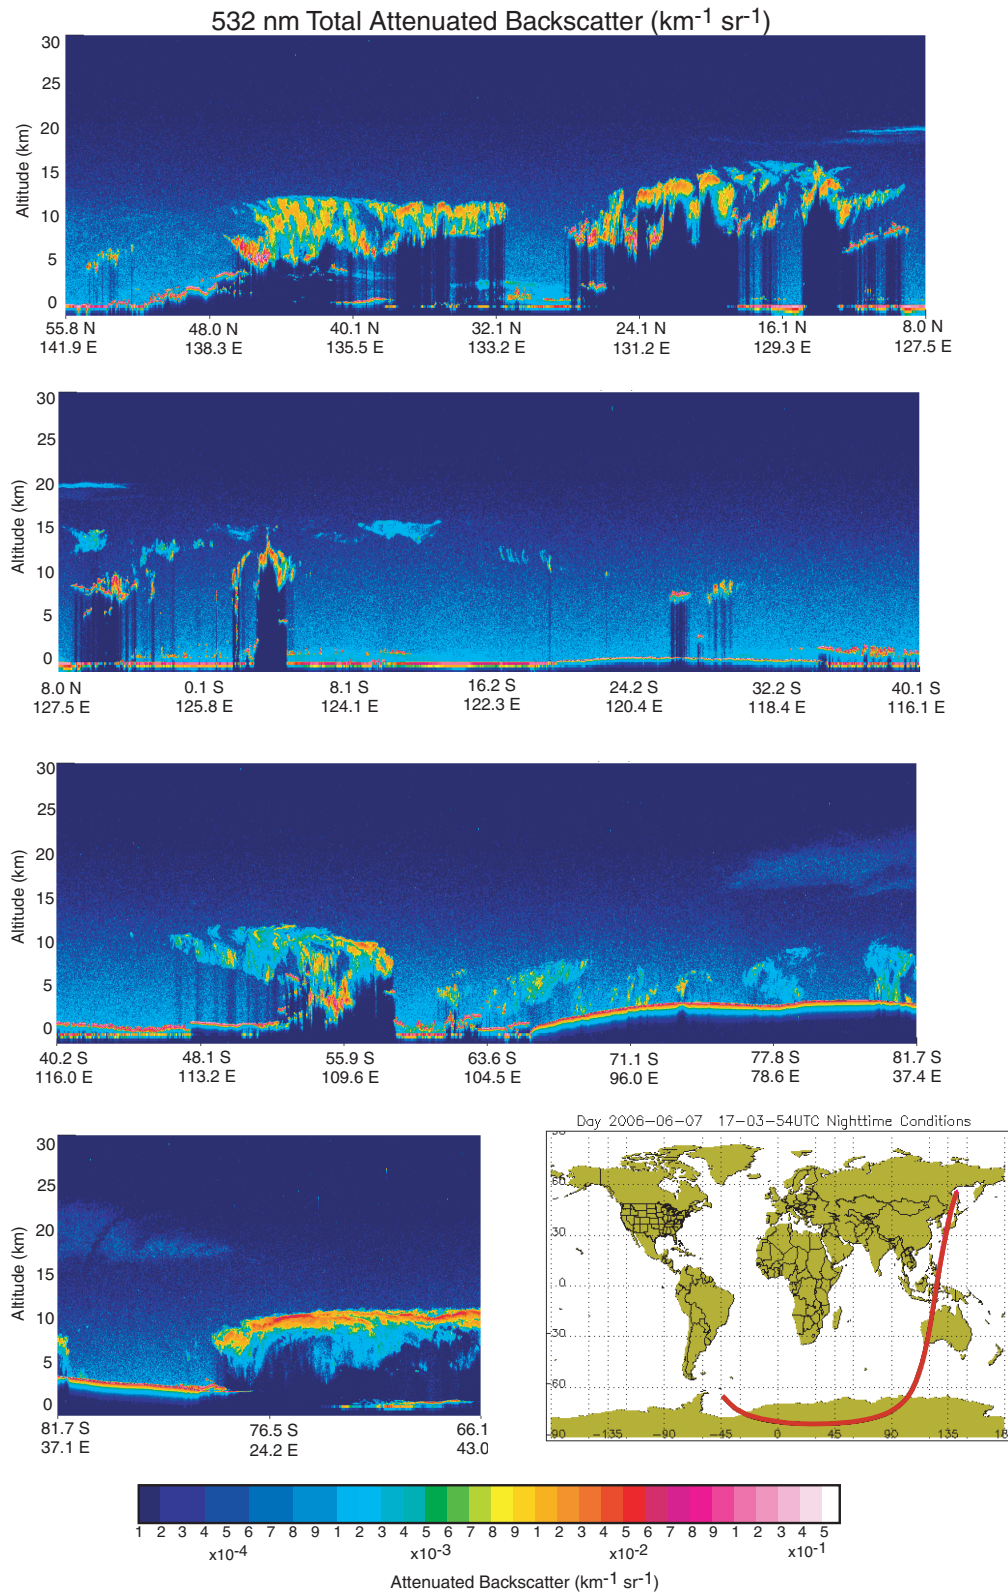 532 nm Total Attenuated Backscatter (km-1 sr-1)
30
25
20
15
10
5
0
Altitude (km)
55.8 N 48.0 N 40.1 N 32.1 N 24.1 N 16.1 N 8.0 N
141.9 E 138.3 E 135.5 E 133.2 E 131.2 E 129.3 E 127.5 E
30
25
20
15
10
5
0
Altitude (km)
8.0 N 0.1 S 8.1 S 16.2 S 24.2 S 32.2 S 40.1 S
127.5 E 125.8 E 124.1 E 122.3 E 120.4 E 118.4 E 116.1 E
30
25
20
15
10
5
0
Altitude (km)
40.2 S 48.1 S 55.9 S 63.6 S 71.1 S 77.8 S 81.7 S
116.0 E 113.2 E 109.6 E 104.5 E 96.0 E 78.6 E 37.4 E
30
25
20
15
10
5
0
Altitude (km)
81.7 S 76.5 S 66.1
37.1 E 24.2 E 43.0
Day 2006-06-07 17-03-54UTC Nighttime Conditions
60
30
0
-30
-60
-90 -135 -90 -45 0 45 90 135
1 2 3 4 5 6 7 8 9 1 2 3 4 5 6 7 8 9 1 2 3 4 5 6 7 8 9 1 2 3 4 5
x10-4 x10-3 x10-2 x10-1
Attenuated Backscatter (km-1 sr-1)